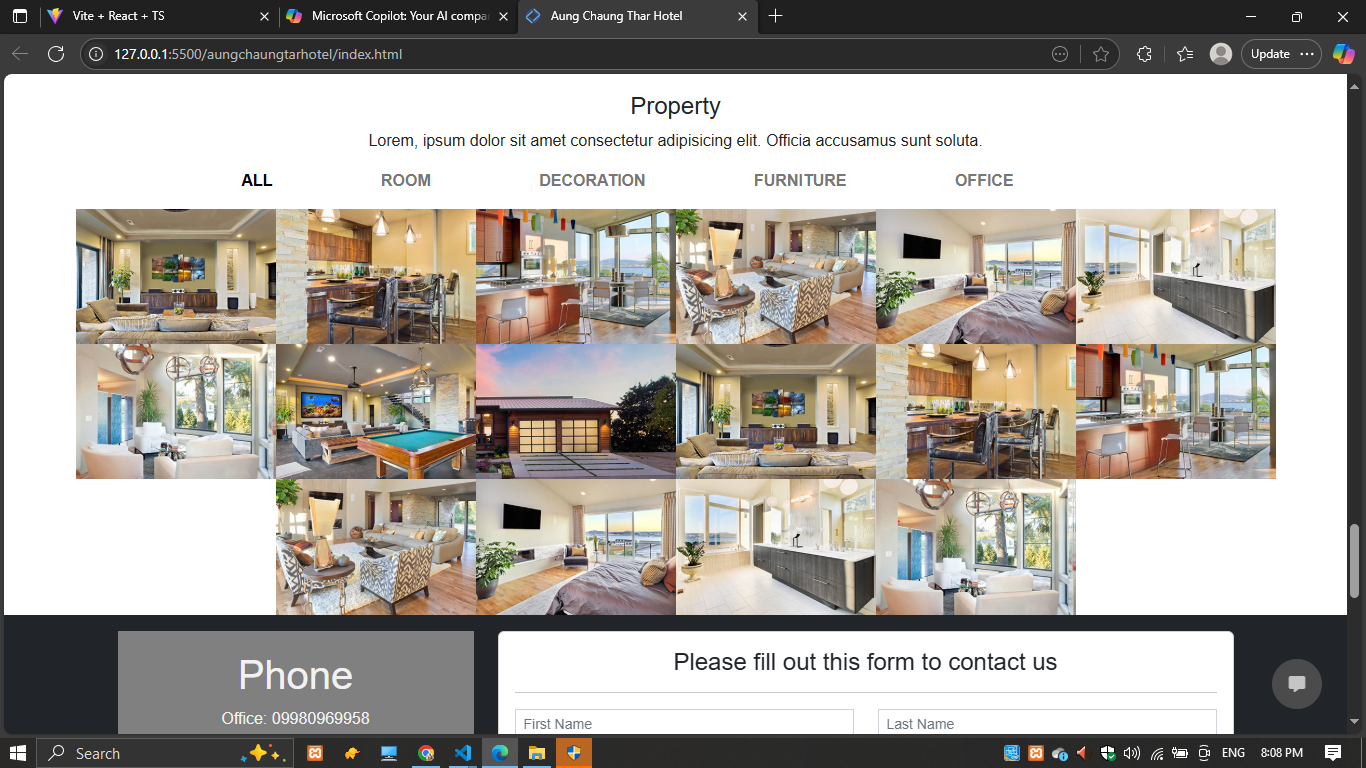 Vite + React + TS
Microsoft Copilot: Your AI compa
Aung Chaung Thar Hotel
127.0.0.1:5500/aungchaungtarhotel/index.html
Update
Property
Lorem, ipsum dolor sit amet consectetur adipisicing elit. Officia accusamus sunt soluta.
ALL ROOM DECORATION FURNITURE OFFICE
Phone
Office: 09980969958
Please fill out this form to contact us
First Name Last Name
Search
ENG 8:08 PM